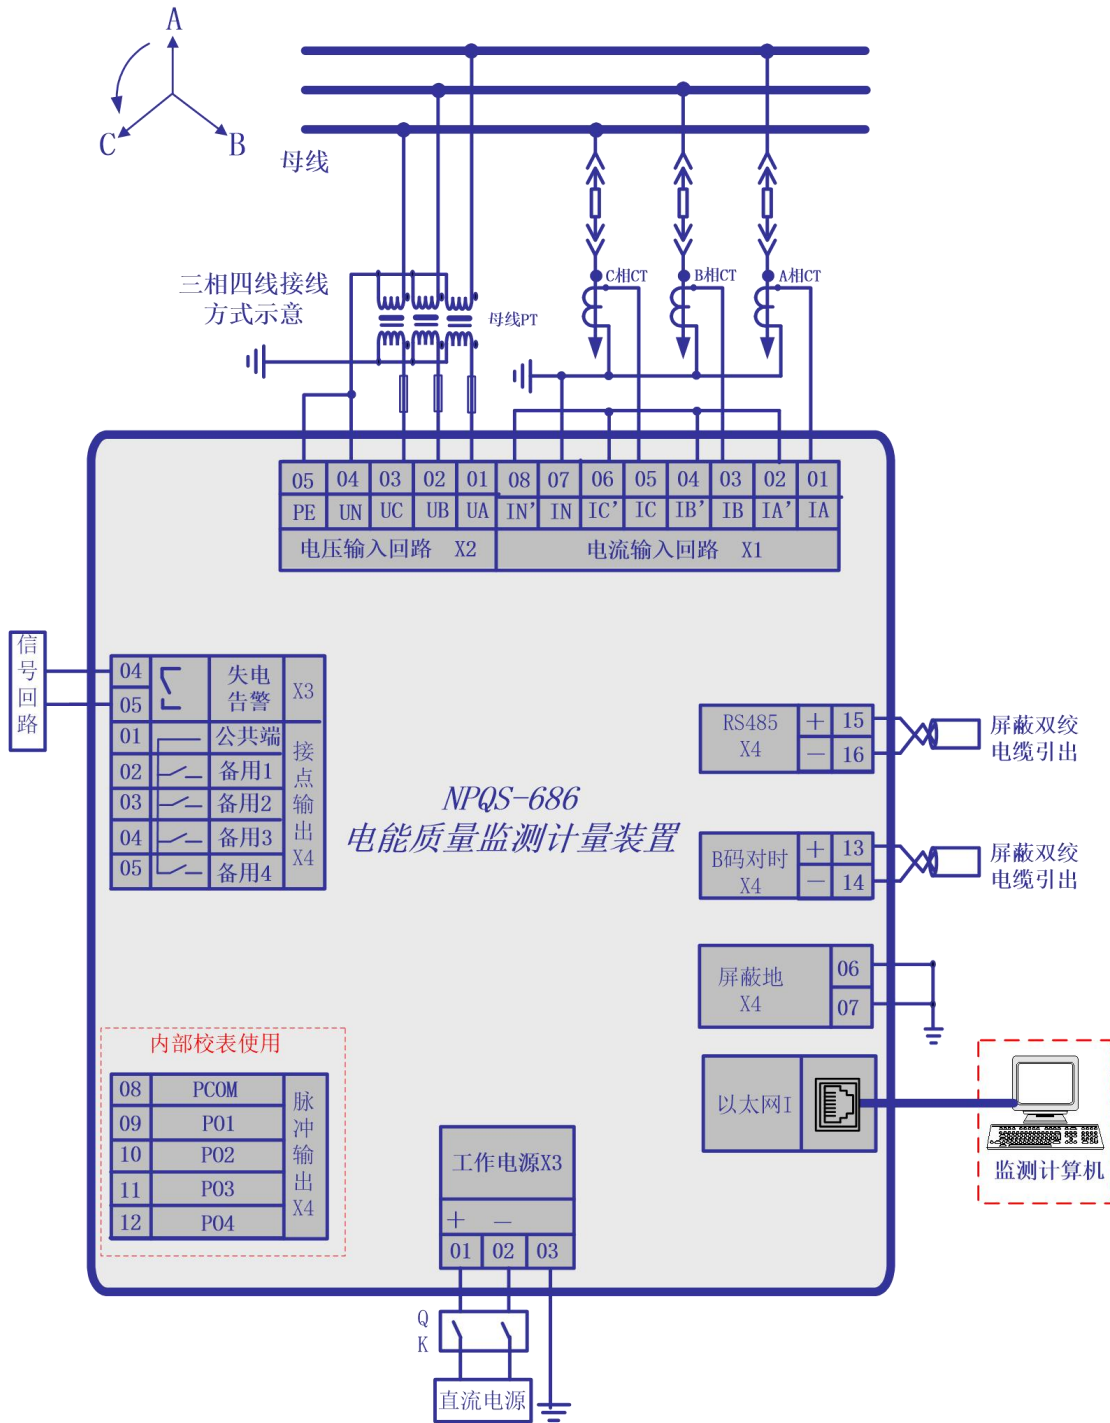 A
C
B
母线
三相四线接线
方式示意
母线PT
C相CT
B相CT
A相CT
05 04 03 02 01 08 07 06 05 04 03 02 01
PE UN UC UB UA IN' IN IC' IC IB' IB IA' IA
电压输入回路 X2
电流输入回路 X1
信号回路
04
05
失电
告警
X3
01 公共端
02 备用1
03 备用2
04 备用3
05 备用4
接点输出X4
NPQS-686
电能质量监测计量装置
RS485
X4
+ 15
— 16
屏蔽双绞
电缆引出
B码对时
X4
+ 13
— 14
屏蔽双绞
电缆引出
屏蔽地
X4
06
07
以太网I
监测计算机
内部校表使用
08 PCOM
09 PO1
10 PO2
11 PO3
12 PO4
脉冲输出X4
工作电源X3
+ —
01 02 03
Q
K
直流电源